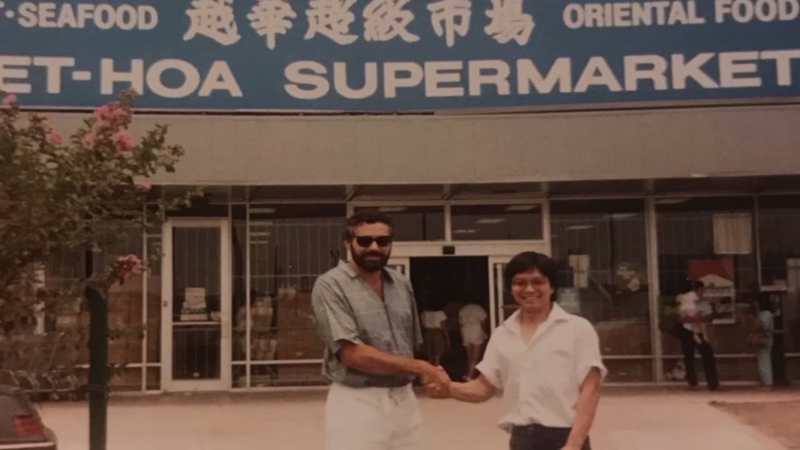 ·SEAFOOD 越華超級市場 ORIENTAL FOOD
ET-HOA SUPERMARKET